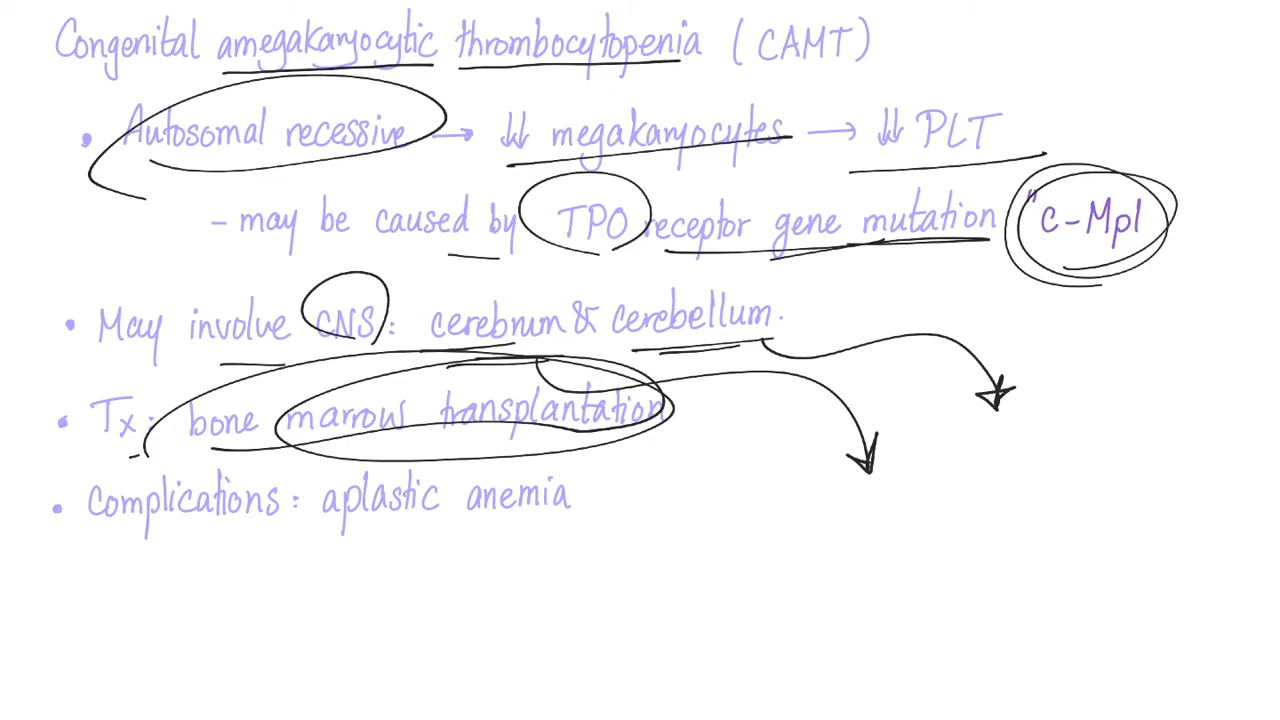 Congenital amegakaryocytic thrombocytopenia (CAMT)
• Autosomal recessive → ↓↓ megakaryocytes → ↓↓ PLT
- may be caused by TPO receptor gene mutation "c-Mpl
• May involve CNS: cerebrum & cerebellum.
• Tx: bone marrow transplantation
• Complications: aplastic anemia